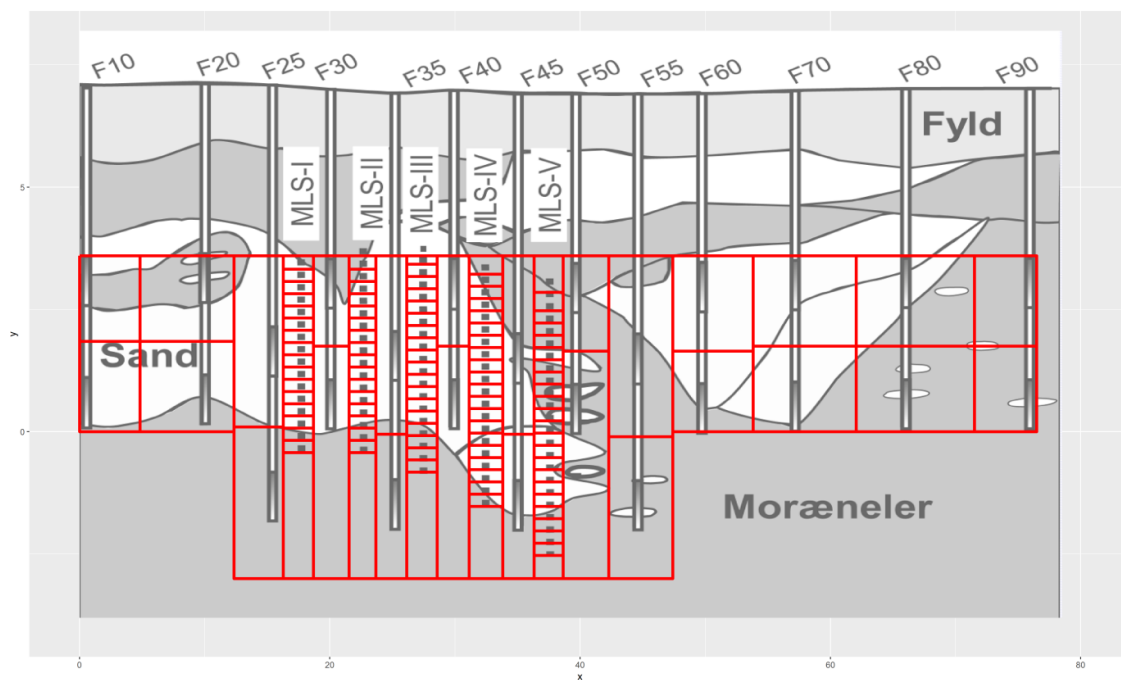 F10
F20
F25
F30
F35
F40
F45
F50
F55
F60
F70
F80
F90
Fyld
MLS-I
MLS-II
MLS-III
MLS-IV
MLS-V
5
y
Sand
0
Moræneler
0
20
40
60
80
x